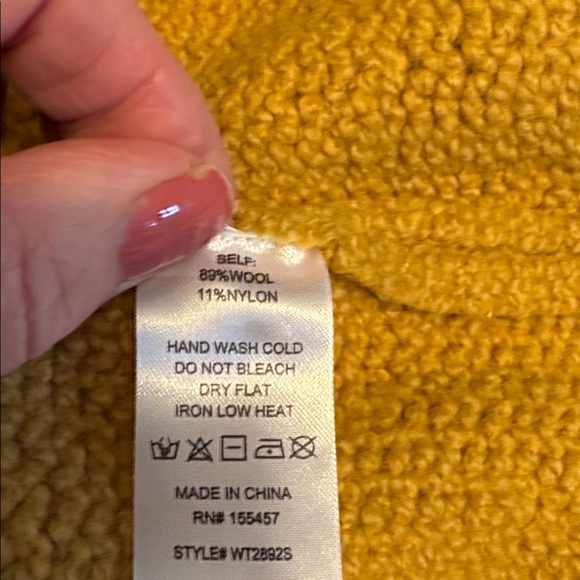 SELF:
89%WOOL
11%NYLON
HAND WASH COLD
DO NOT BLEACH
DRY FLAT
IRON LOW HEAT
MADE IN CHINA
RN# 155457
STYLE# WT2892S